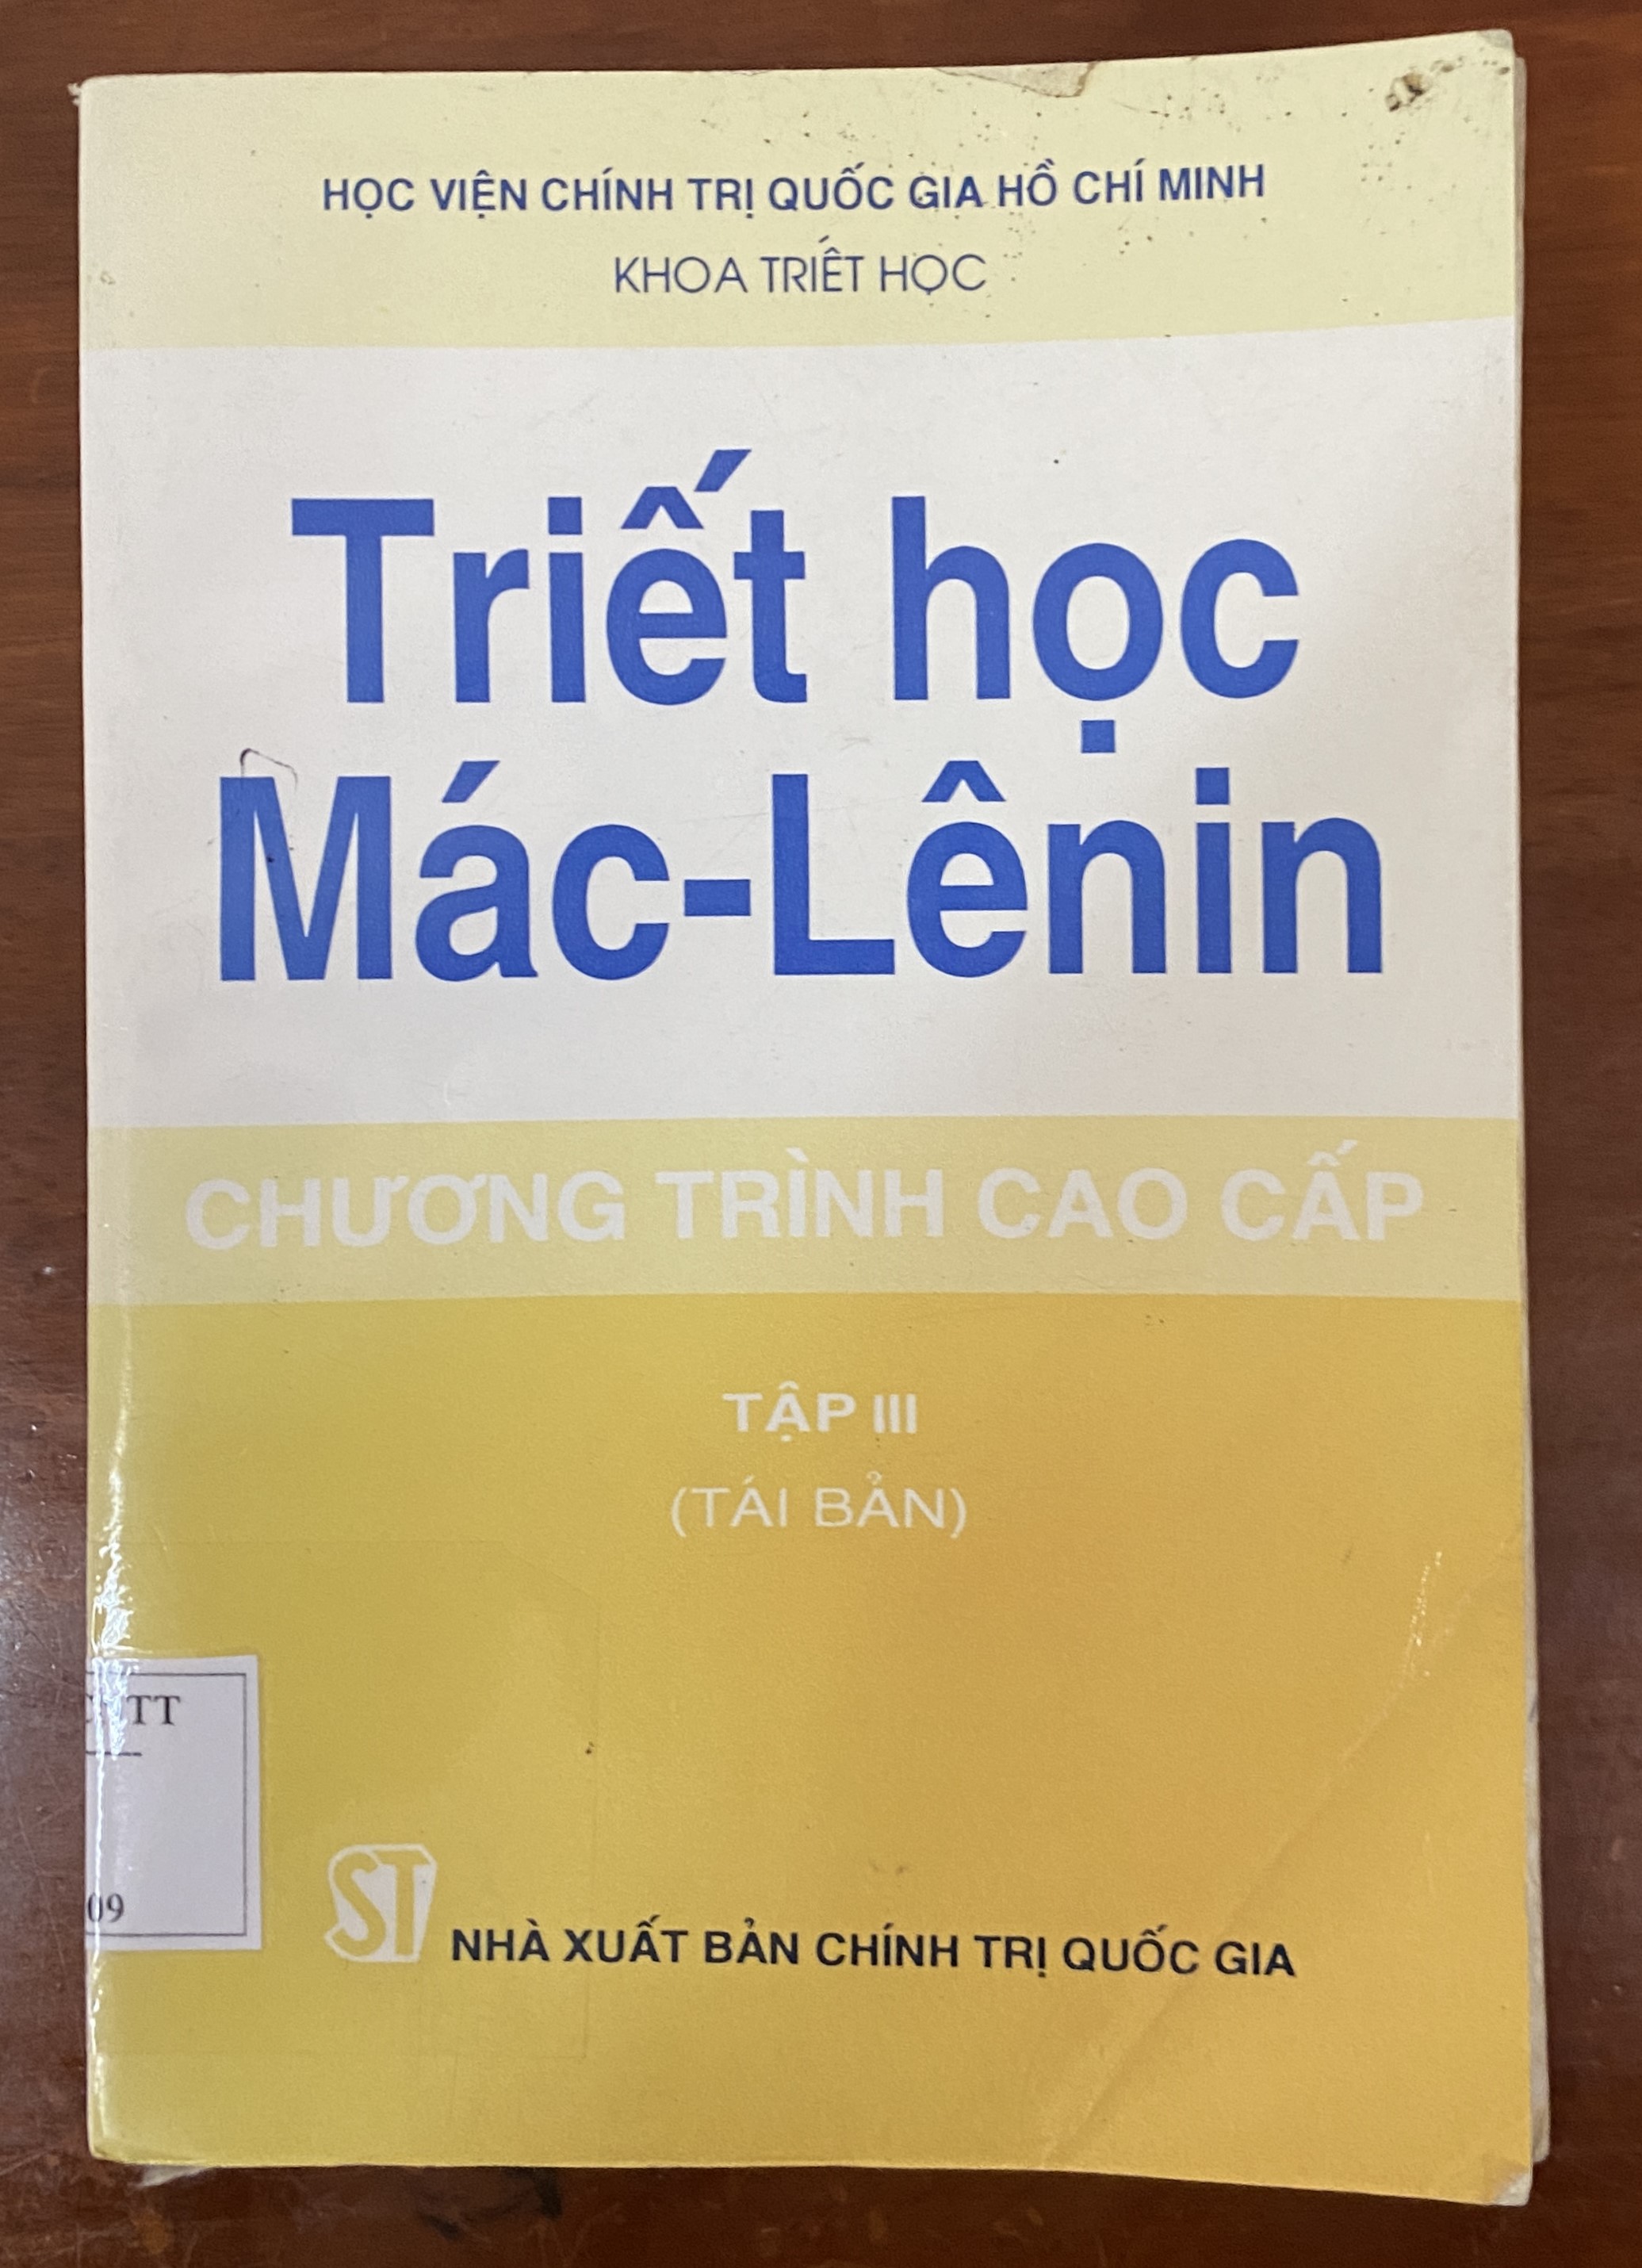 HỌC VIỆN CHÍNH TRỊ QUỐC GIA HỒ CHÍ MINH
KHOA TRIẾT HỌC
Triết học
Mác-Lênin
CHƯƠNG TRÌNH CAO CẤP
TẬP III
(TÁI BẢN)
09
ST
NHÀ XUẤT BẢN CHÍNH TRỊ QUỐC GIA